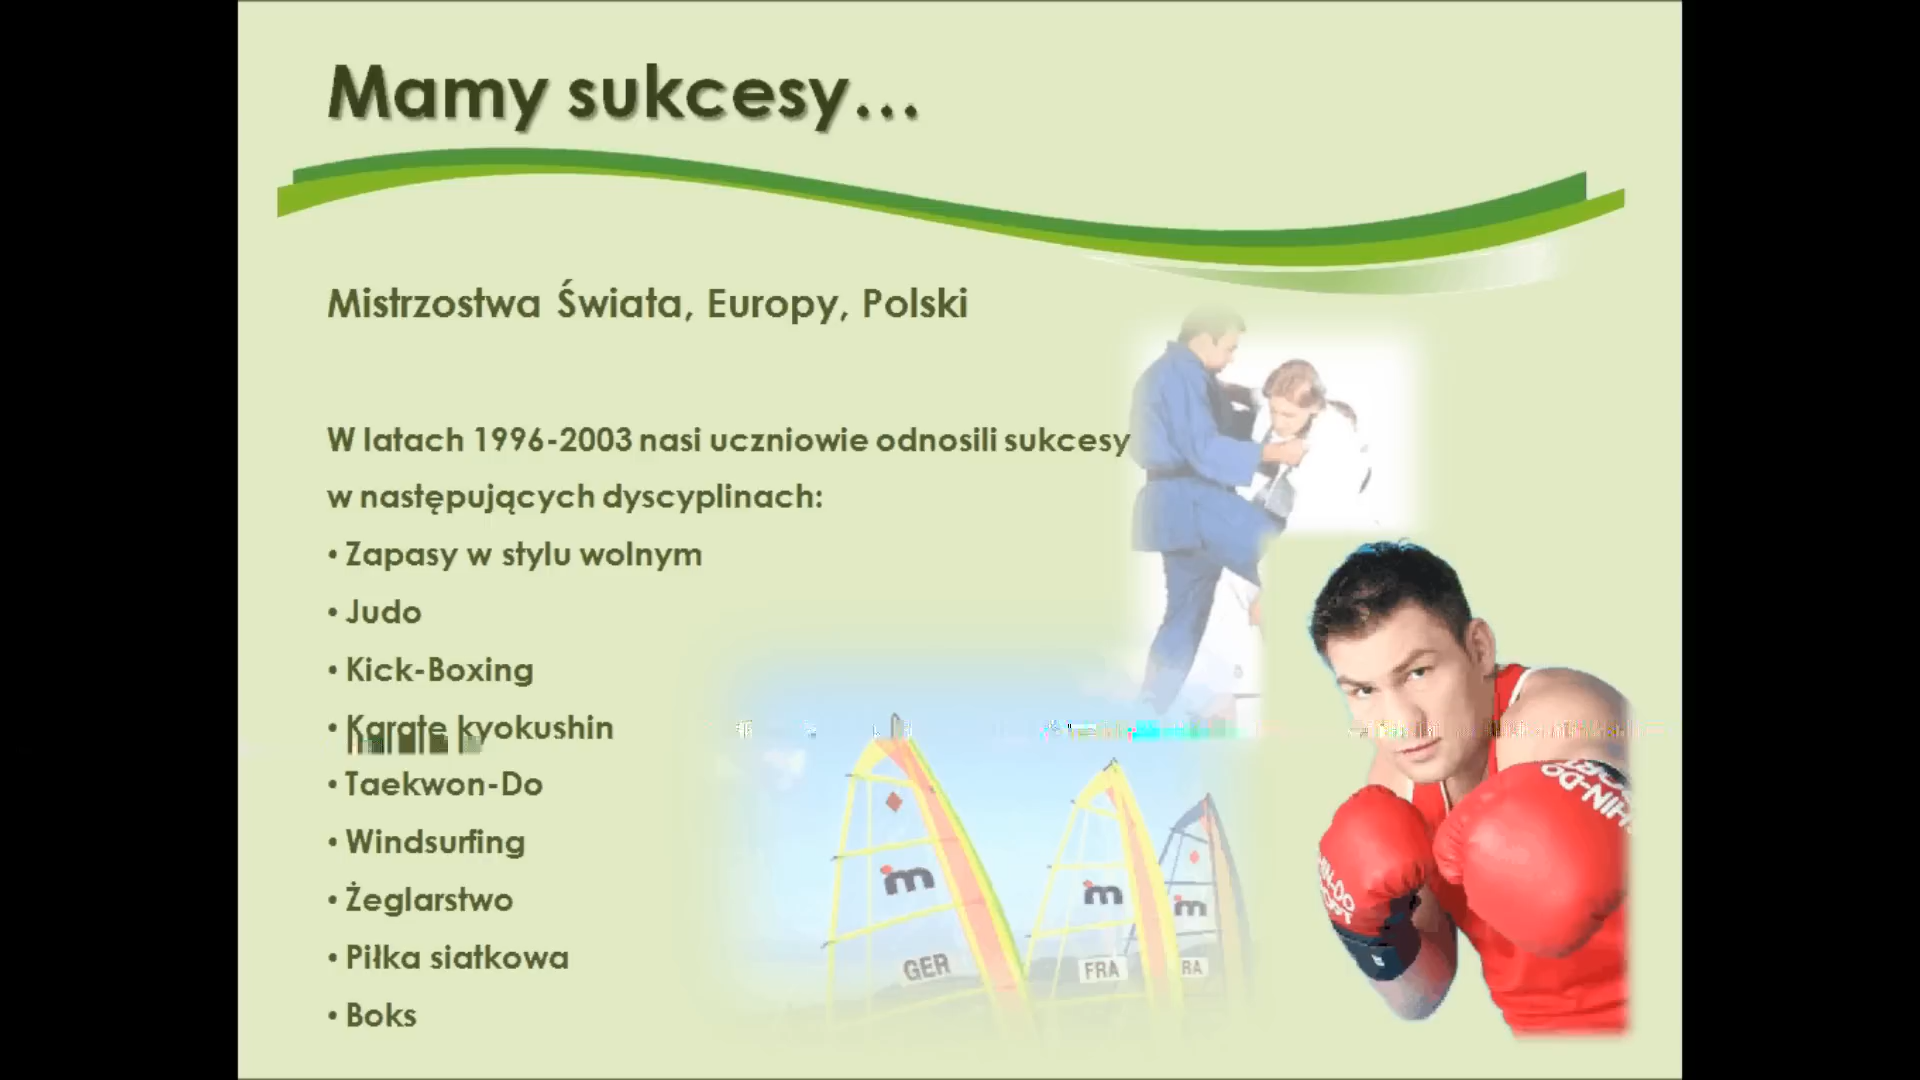 Mamy sukcesy...
Mistrzostwa Świata, Europy, Polski
W latach 1996-2003 nasi uczniowie odnosili sukcesy
w następujących dyscyplinach:
• Zapasy w stylu wolnym
• Judo
• Kick-Boxing
• Karate kyokushin
• Taekwon-Do
• Windsurfing
• Żeglarstwo
• Piłka siatkowa
• Boks
m
m
m
GER
FRA
RA